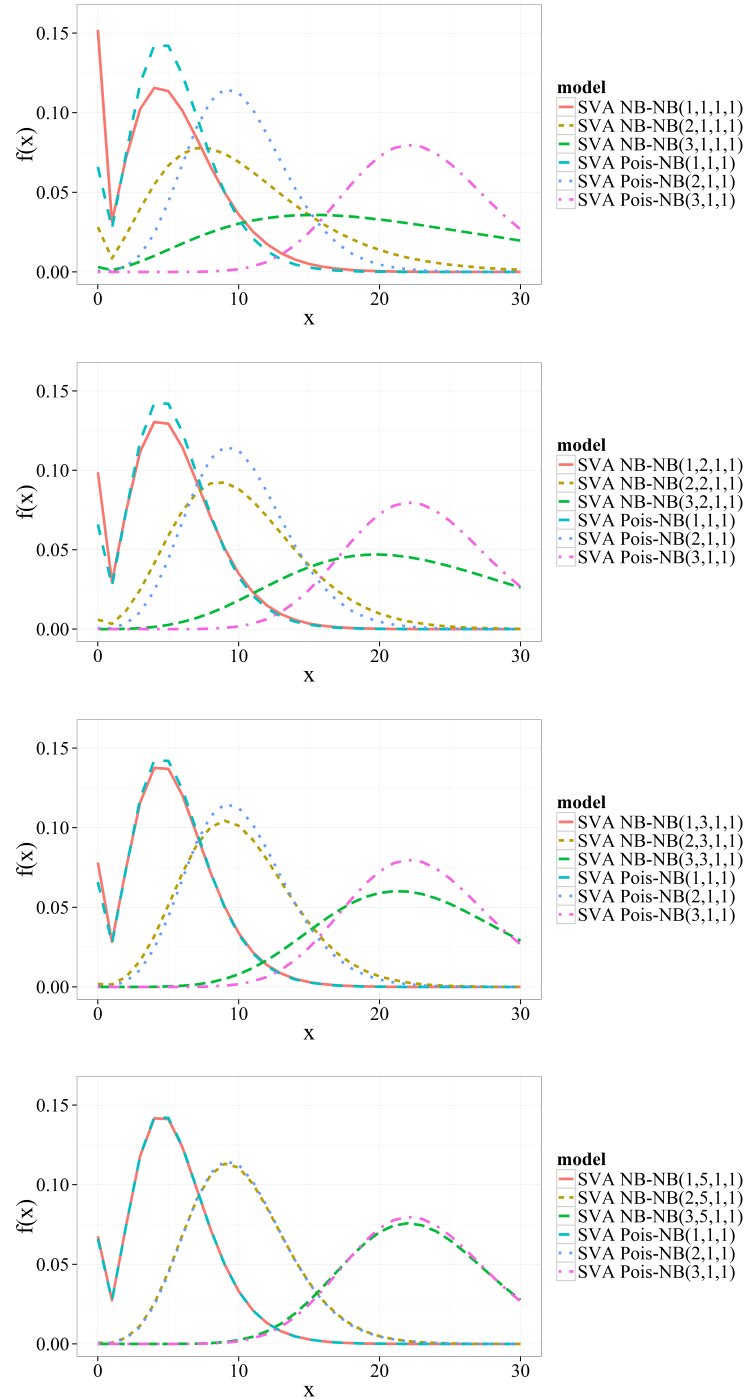 0.15
0.10
0.05
0.00
f(x)
0 10 20 30
x
model
SVA NB-NB(1,1,1,1)
SVA NB-NB(2,1,1,1)
SVA NB-NB(3,1,1,1)
SVA Pois-NB(1,1,1)
SVA Pois-NB(2,1,1)
SVA Pois-NB(3,1,1)
0.15
0.10
0.05
0.00
f(x)
0 10 20 30
x
model
SVA NB-NB(1,2,1,1)
SVA NB-NB(2,2,1,1)
SVA NB-NB(3,2,1,1)
SVA Pois-NB(1,1,1)
SVA Pois-NB(2,1,1)
SVA Pois-NB(3,1,1)
0.15
0.10
0.05
0.00
f(x)
0 10 20 30
x
model
SVA NB-NB(1,3,1,1)
SVA NB-NB(2,3,1,1)
SVA NB-NB(3,3,1,1)
SVA Pois-NB(1,1,1)
SVA Pois-NB(2,1,1)
SVA Pois-NB(3,1,1)
0.15
0.10
0.05
0.00
f(x)
0 10 20 30
x
model
SVA NB-NB(1,5,1,1)
SVA NB-NB(2,5,1,1)
SVA NB-NB(3,5,1,1)
SVA Pois-NB(1,1,1)
SVA Pois-NB(2,1,1)
SVA Pois-NB(3,1,1)